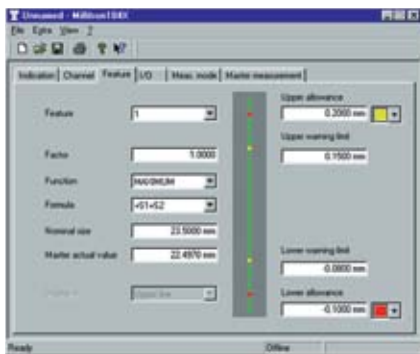 Unnamed - Millitron1840
File Extra View ?
Indication Channel Feature I/O Meas. mode Master measurement
Feature 1
Factor 1.0000
Function MAXIMUM
Formula +S1+S2
Nominal size 23.5000 mm
Master actual value 22.4970 mm
Upper allowance
0.2000 mm
Upper warning limit
0.1500 mm
Lower warning limit
-0.0800 mm
Lower allowance
-0.1000 mm
Ready Offline